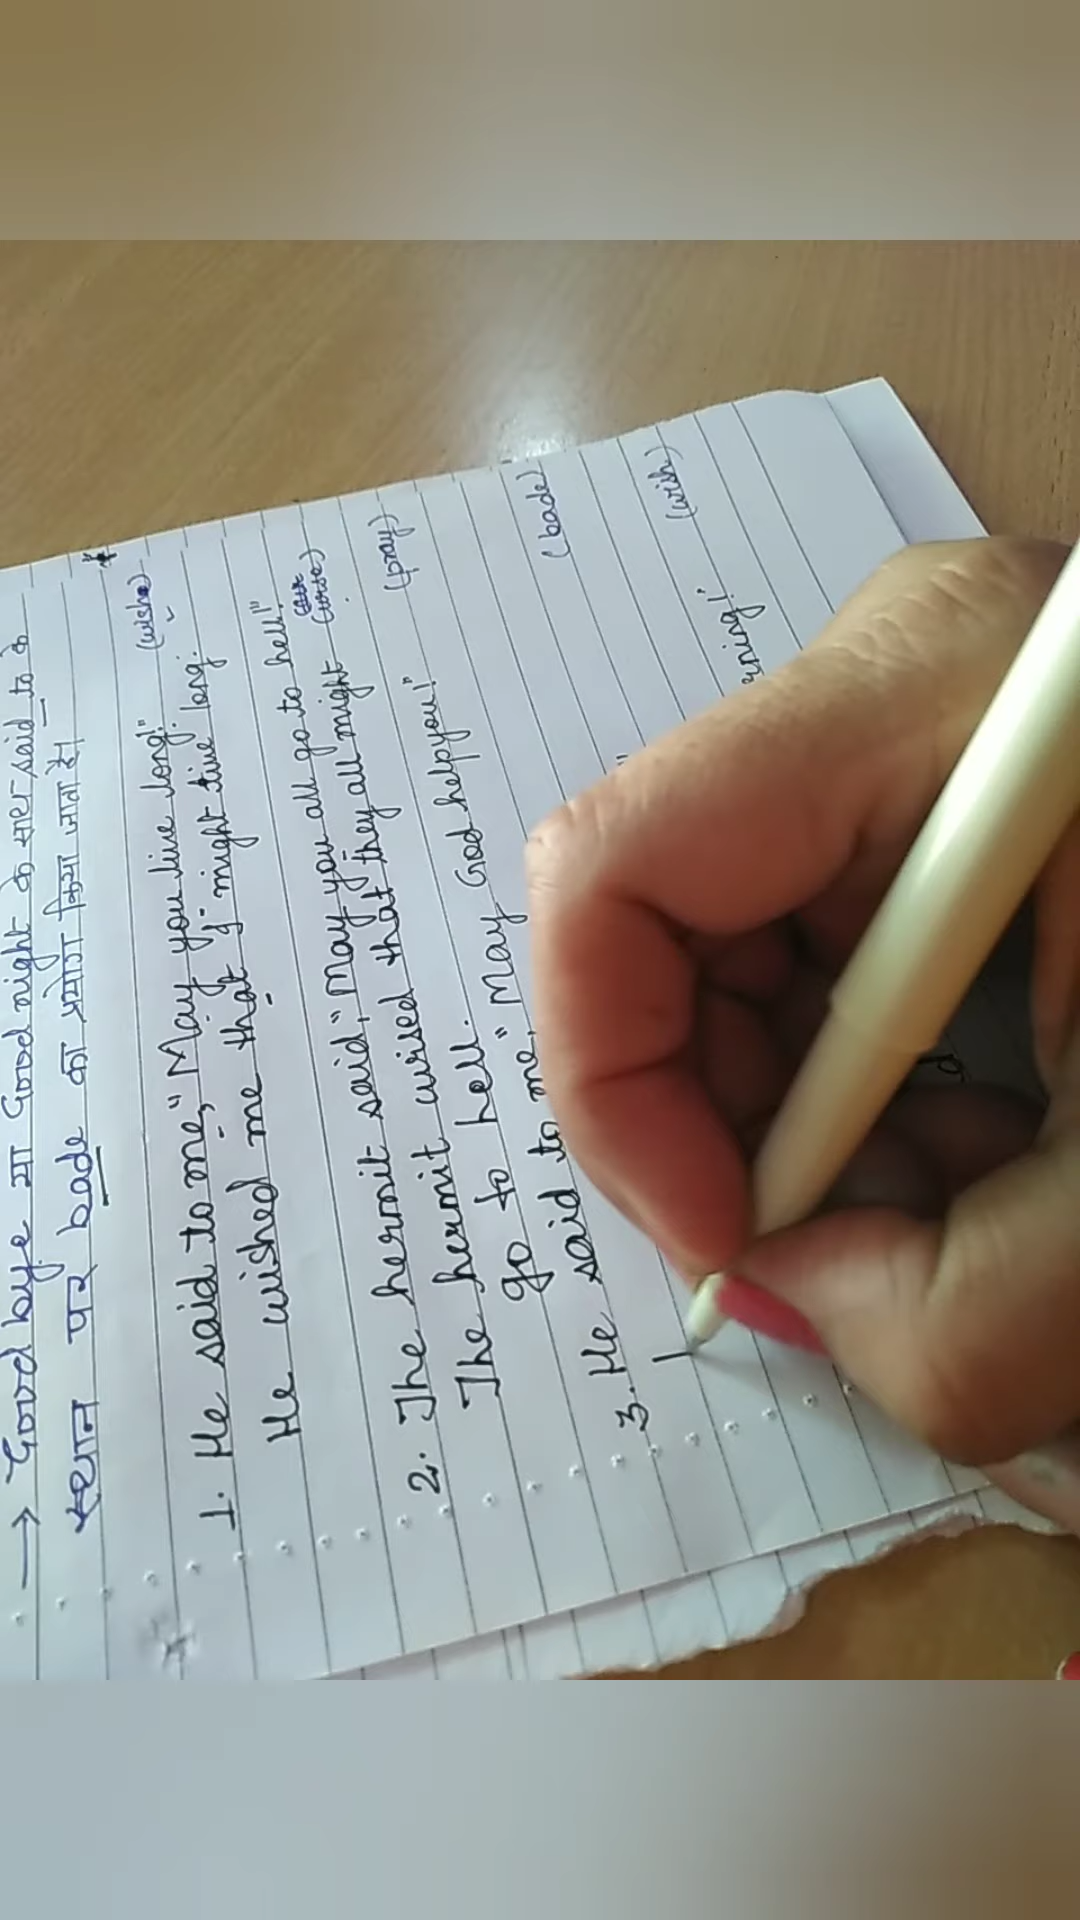 → Good bye या Good night के साथ said to के
स्थान पर bade का प्रयोग किया जाता है।
(wishe)
1. He said to me, "May you live long!"
He wished me that I might live long.
2. The hermit said, "May you all go to hell!"
(curse)
The hermit cursed that they all might
go to hell.
(pray)
3. He said to me, "May God help you!"
(bade)
(wish)